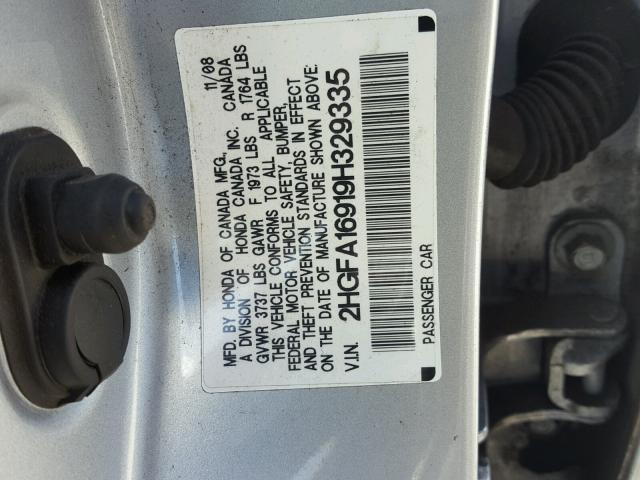 MFD. BY HONDA OF CANADA MFG. 11/08
A DIVISION OF HONDA CANADA INC. CANADA
GVWR 3737 LBS GAWR F 1973 LBS R 1764 LBS
THIS VEHICLE CONFORMS TO ALL APPLICABLE
FEDERAL MOTOR VEHICLE SAFETY, BUMPER,
AND THEFT PREVENTION STANDARDS IN EFFECT
ON THE DATE OF MANUFACTURE SHOWN ABOVE.
V.I.N. 2HGFA16919H329335
PASSENGER CAR